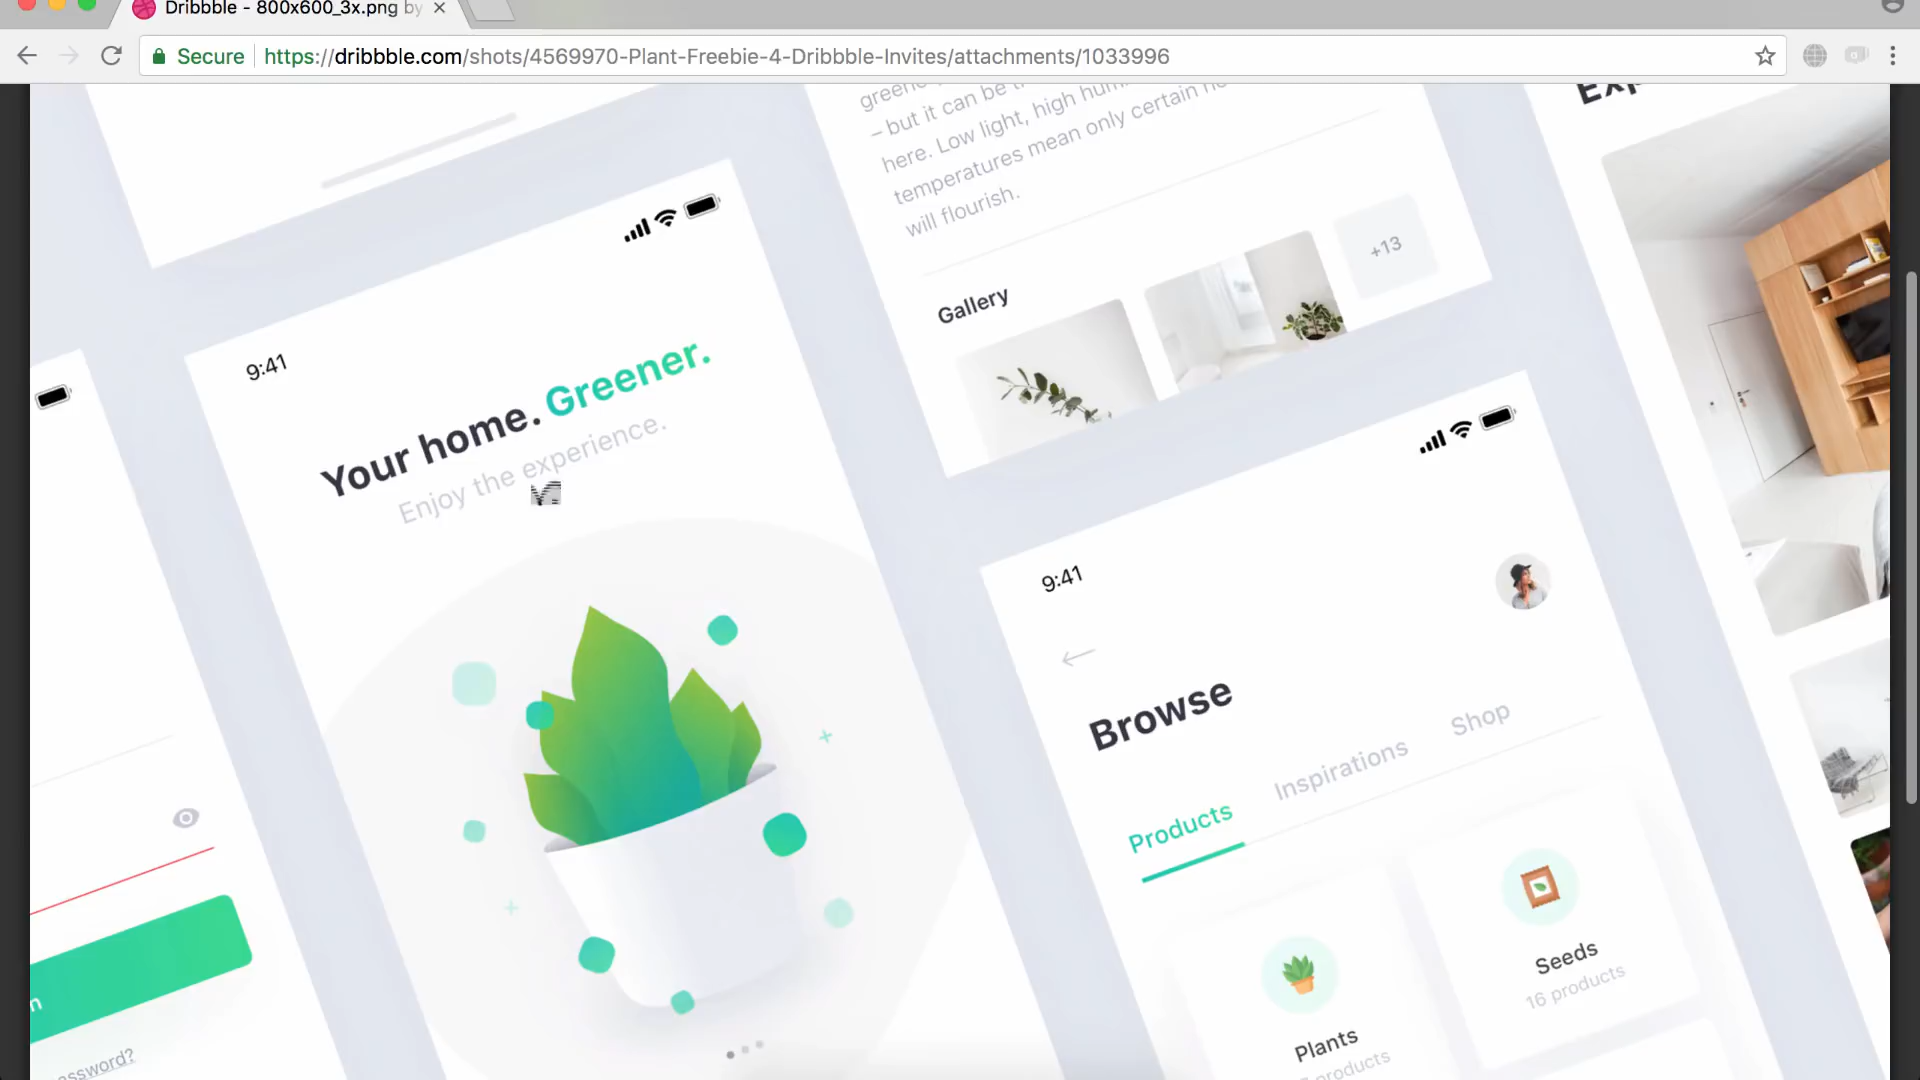 Dribbble - 800x600_3x.png by
Secure
https://dribbble.com/shots/4569970-Plant-Freebie-4-Dribbble-Invites/attachments/1033996
– but it can be
here. Low light, high
temperatures mean only certain
will flourish.
+13
Gallery
9:41
Your home. Greener.
Enjoy the experience.
9:41
Browse
Products
Inspirations
Shop
Seeds
16 products
Plants
products